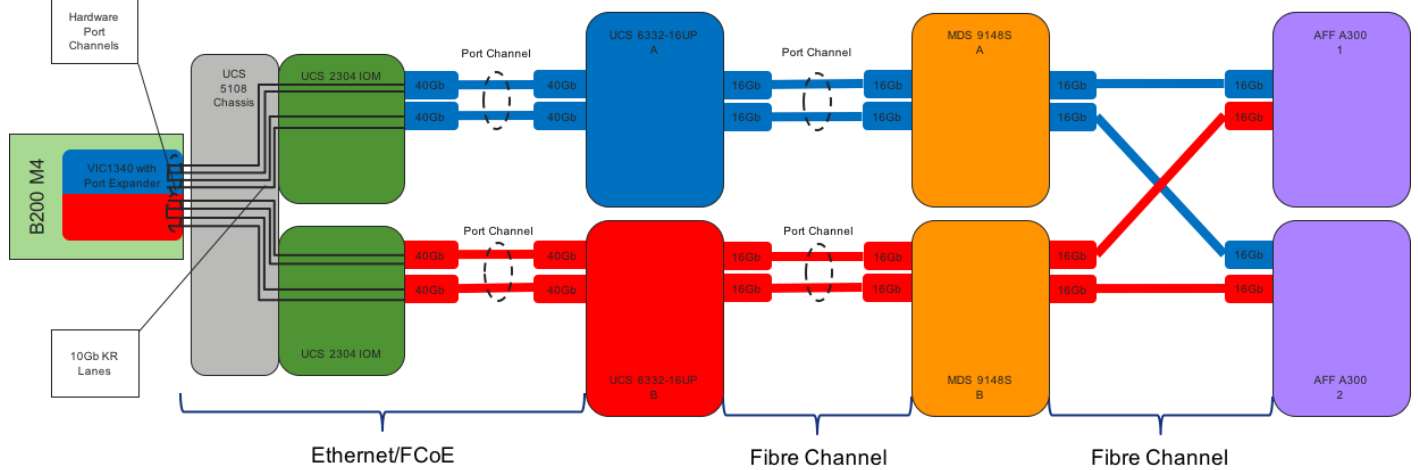 Hardware
Port
Channels
UCS
5108
Chassis
UCS 2304 IOM
40Gb
40Gb
Port Channel
40Gb
40Gb
UCS 6332-16UP
A
16Gb
16Gb
Port Channel
16Gb
16Gb
MDS 9148S
A
16Gb
16Gb
16Gb
16Gb
AFF A300
1
B200 M4
VIC1340 with
Port Expander
UCS 2304 IOM
40Gb
40Gb
Port Channel
40Gb
40Gb
UCS 6332-16UP
B
16Gb
16Gb
Port Channel
16Gb
16Gb
MDS 9148S
B
16Gb
16Gb
16Gb
16Gb
AFF A300
2
10Gb KR
Lanes
Ethernet/FCoE
Fibre Channel
Fibre Channel